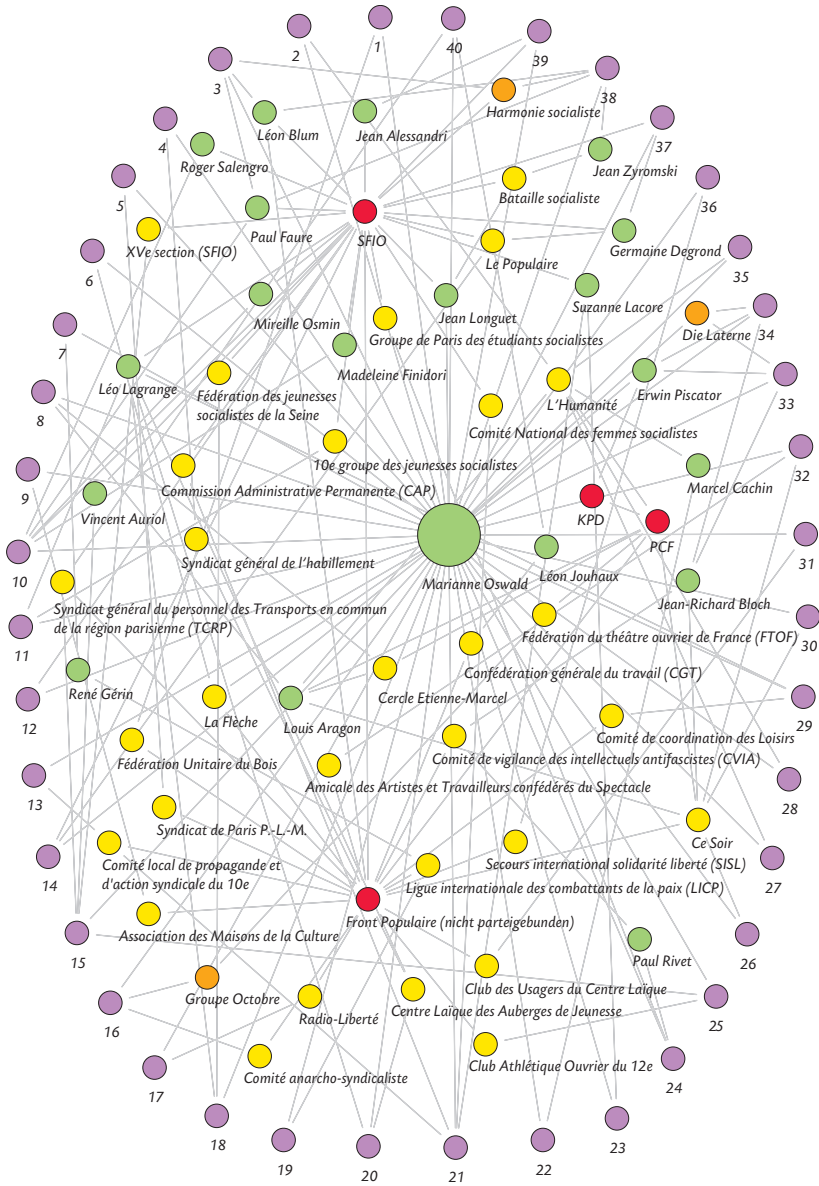 1
2
40
39
3
38
Harmonie socialiste
Léon Blum
Jean Alessandri
4
37
Roger Salengro
Jean Zyromski
5
Bataille socialiste
36
Paul Faure
SFIO
XVe section (SFIO)
Germaine Degrond
Le Populaire
6
35
Suzanne Lacore
Mireille Osmin
Jean Longuet
Groupe de Paris des étudiants socialistes
Die Laterne
34
7
Madeleine Finidori
Léo Lagrange
Fédération des jeunesses
socialistes de la Seine
L'Humanité
Erwin Piscator
33
8
Comité National des femmes socialistes
10e groupe des jeunesses socialistes
32
Commission Administrative Permanente (CAP)
Marcel Cachin
9
Vincent Auriol
KPD
PCF
31
Syndicat général de l'habillement
10
Marianne Oswald
Léon Jouhaux
Jean-Richard Bloch
Syndicat général du personnel des Transports en commun
de la région parisienne (TCRP)
Fédération du théâtre ouvrier de France (FTOF)
30
11
Confédération générale du travail (CGT)
René Gérin
Cercle Etienne-Marcel
12
La Flèche
Louis Aragon
29
Comité de coordination des Loisirs
Fédération Unitaire du Bois
Comité de vigilance des intellectuels antifascistes (CVIA)
13
Amicale des Artistes et Travailleurs confédérés du Spectacle
28
Syndicat de Paris P.-L.-M.
Ce Soir
14
Comité local de propagande et
d'action syndicale du 10e
Secours international solidarité liberté (SISL)
27
Ligue internationale des combattants de la paix (LICP)
Front Populaire (nicht parteigebunden)
Association des Maisons de la Culture
15
26
Paul Rivet
Groupe Octobre
Club des Usagers du Centre Laïque
Radio-Liberté
Centre Laïque des Auberges de Jeunesse
16
25
Club Athlétique Ouvrier du 12e
Comité anarcho-syndicaliste
17
24
18
23
19
20
21
22